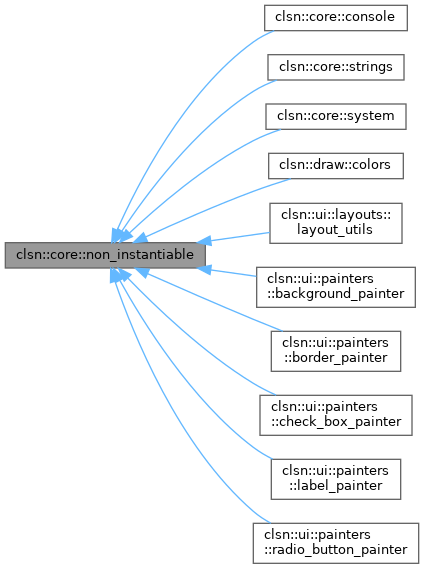 clsn::core::console
clsn::core::strings
clsn::core::system
clsn::draw::colors
clsn::ui::layouts::
layout_utils
clsn::core::non_instantiable
clsn::ui::painters
::background_painter
clsn::ui::painters
::border_painter
clsn::ui::painters
::check_box_painter
clsn::ui::painters
::label_painter
clsn::ui::painters
::radio_button_painter